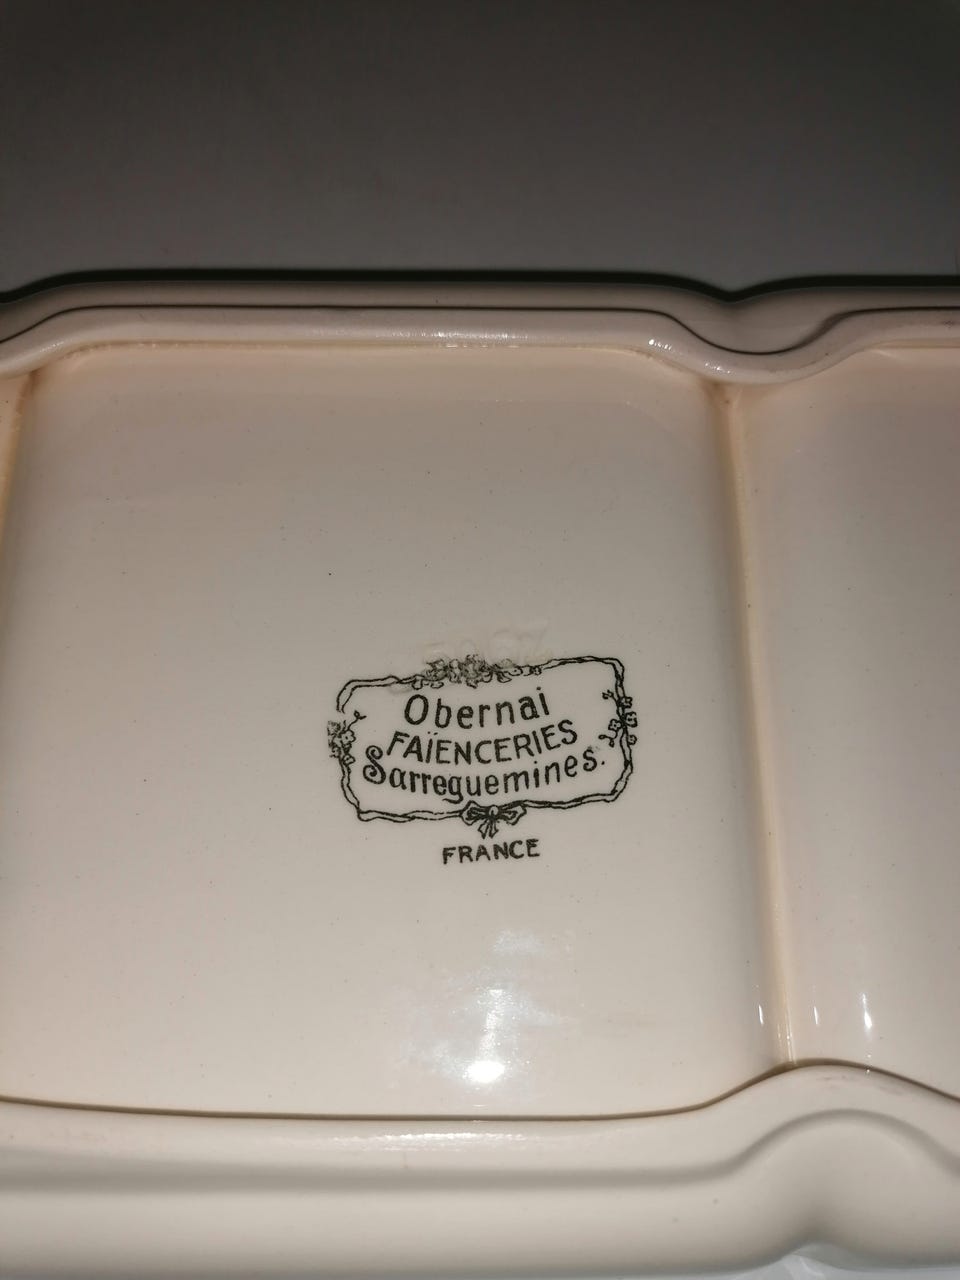 Obernai
FAÏENCERIES
Sarreguemines.
FRANCE